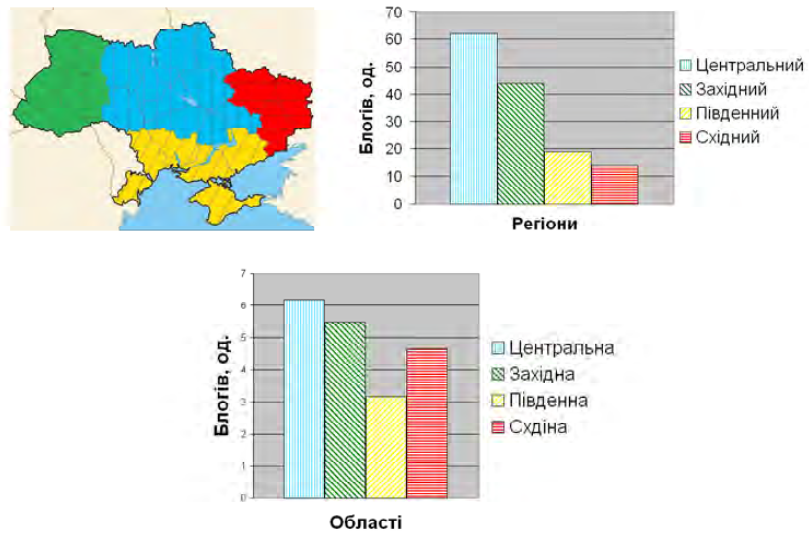 70
60
50
40
30
20
10
0
Блогів, од.
Регіони
Центральний
Західний
Південний
Східний
7
6
5
4
3
2
1
0
Блогів, од.
Області
Центральна
Західна
Південна
Схдіна